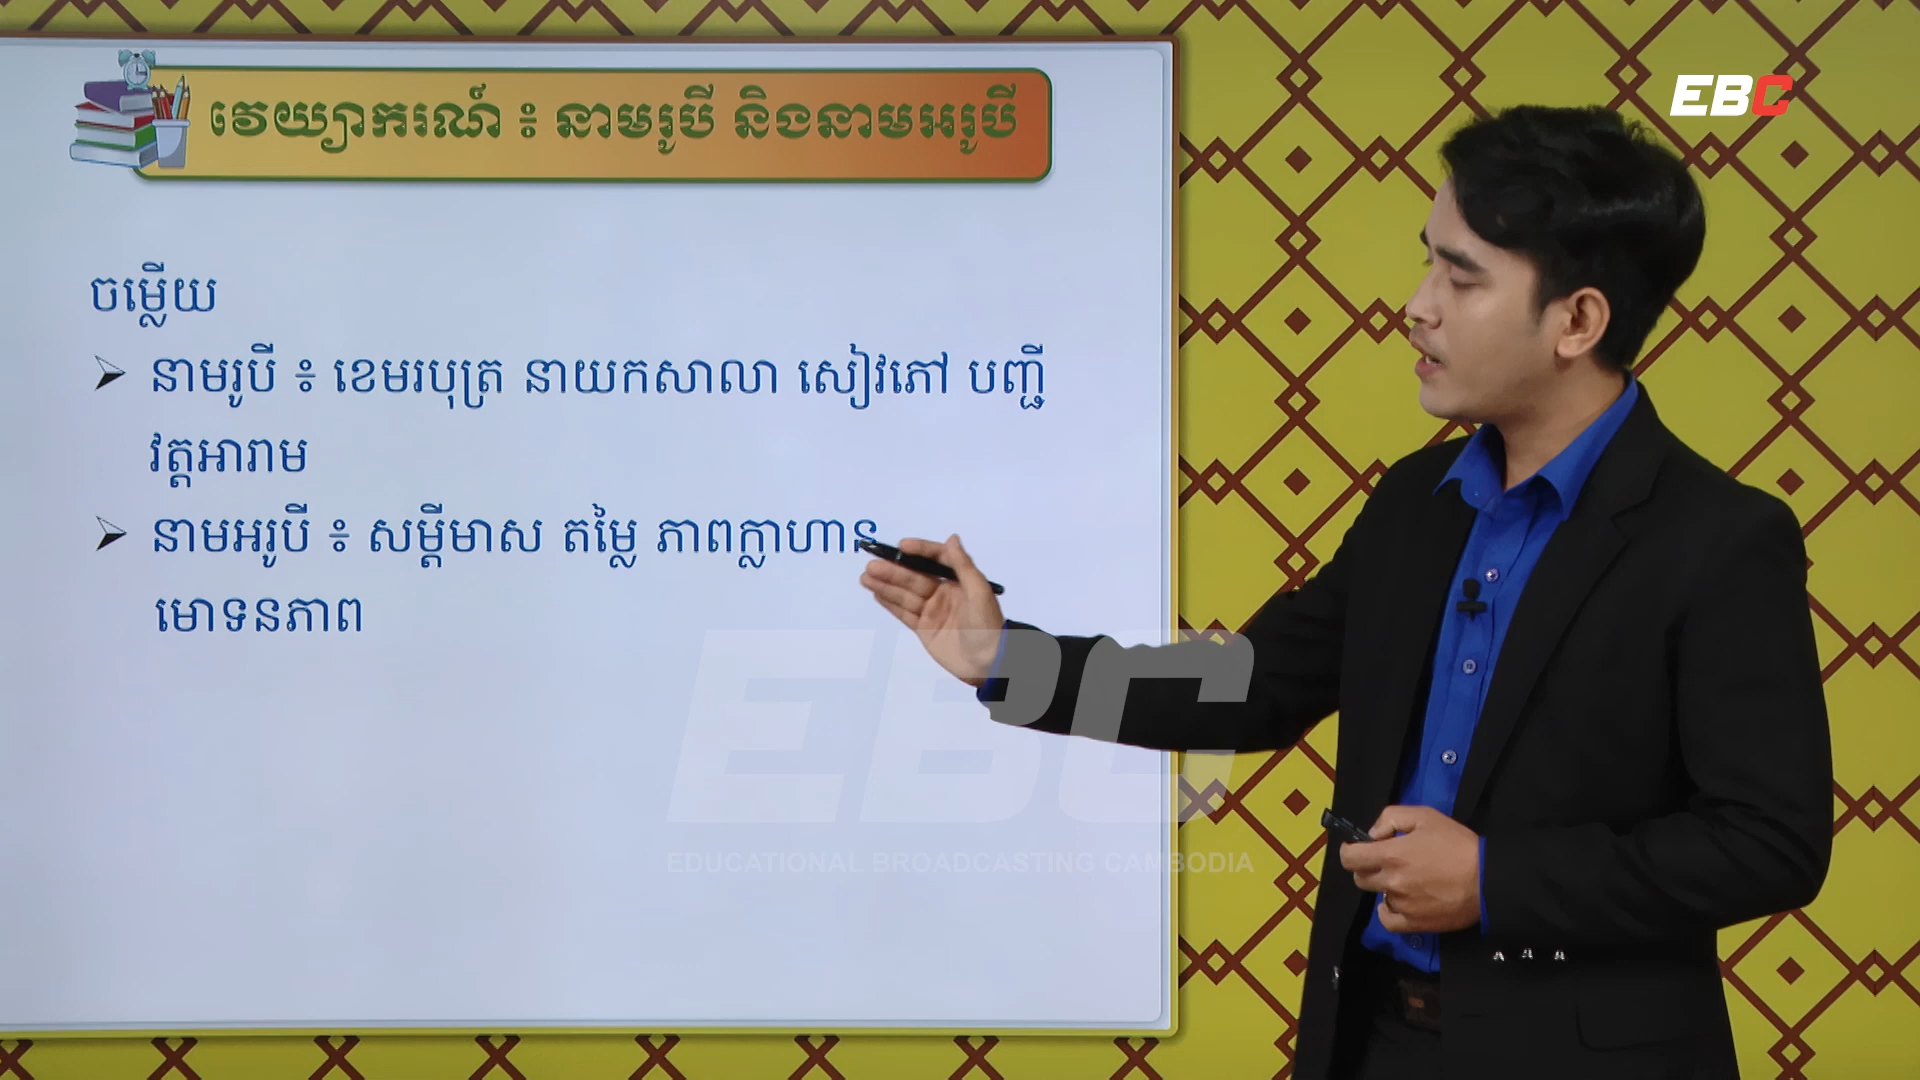 វេយ្យាករណ៍ ៖ នាមរូបី និងនាមអរូបី
EBC
ចម្លើយ
នាមរូបី ៖ ខេមរបុត្រ នាយកសាលា សៀវភៅ បញ្ជី
វត្តអារាម
នាមអរូបី ៖ សម្ដីមាស តម្លៃ ភាពក្លាហាន
មោទនភាព
EBC
EDUCATIONAL BROADCASTING CAMBODIA